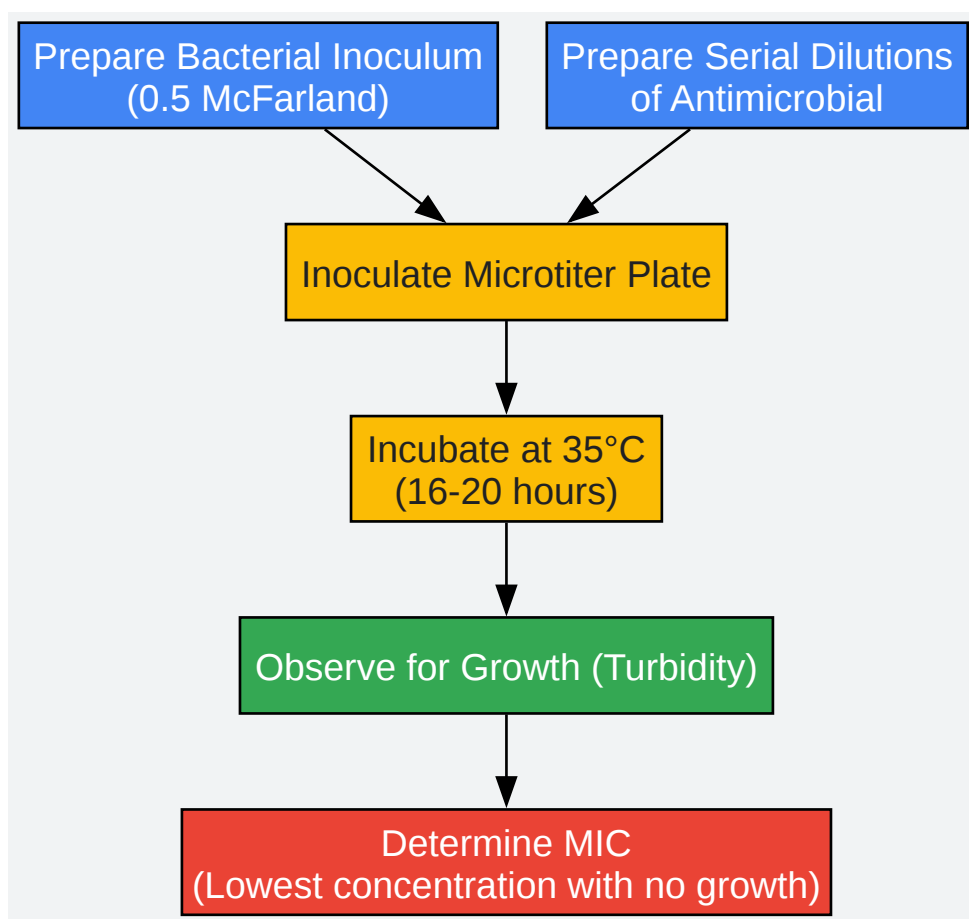 Prepare Bacterial Inoculum
(0.5 McFarland)
Prepare Serial Dilutions
of Antimicrobial
Inoculate Microtiter Plate
Incubate at 35°C
(16-20 hours)
Observe for Growth (Turbidity)
Determine MIC
(Lowest concentration with no growth)